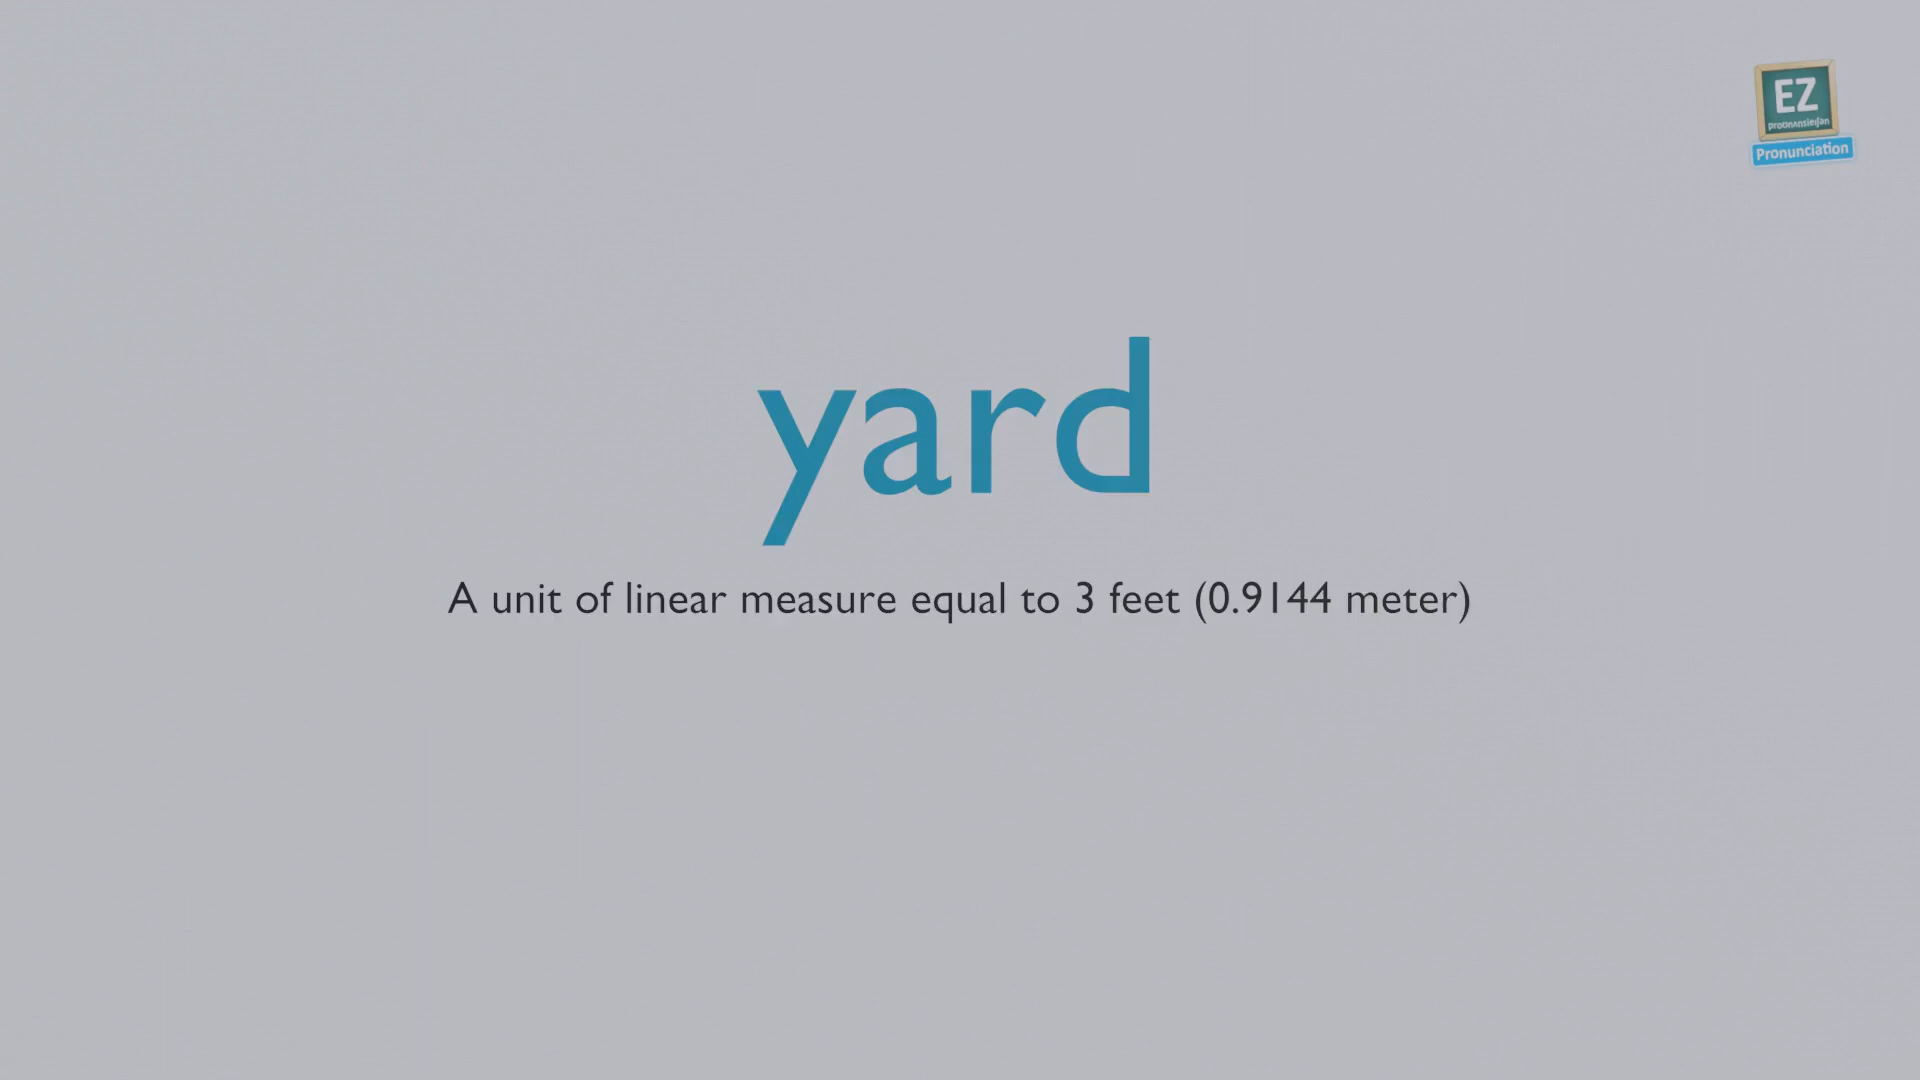 EZ
Pronunciation
yard
A unit of linear measure equal to 3 feet (0.9144 meter)